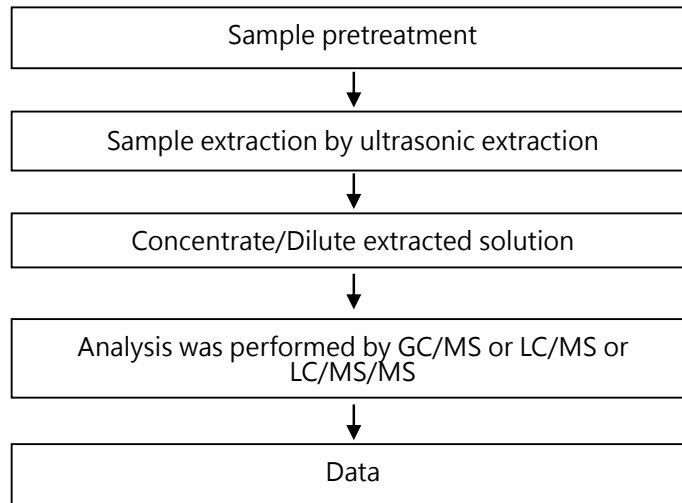 Sample pretreatment
Sample extraction by ultrasonic extraction
Concentrate/Dilute extracted solution
Analysis was performed by GC/MS or LC/MS or
LC/MS/MS
Data